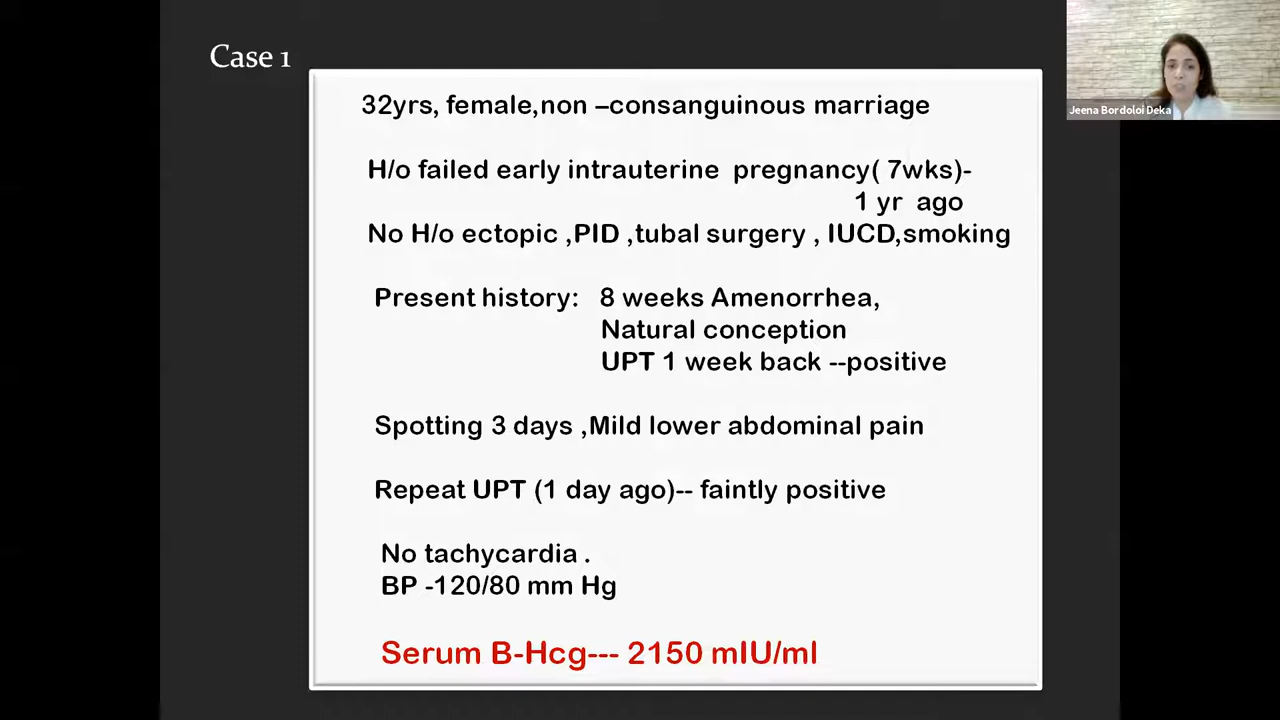 Case 1
32yrs, female,non –consanguinous marriage
H/o failed early intrauterine pregnancy( 7wks)-
1 yr ago
No H/o ectopic ,PID ,tubal surgery , IUCD,smoking
Present history: 8 weeks Amenorrhea,
Natural conception
UPT 1 week back --positive
Spotting 3 days ,Mild lower abdominal pain
Repeat UPT (1 day ago)-- faintly positive
No tachycardia .
BP -120/80 mm Hg
Serum B-Hcg--- 2150 mIU/ml
Jeena Bordoloi Deka